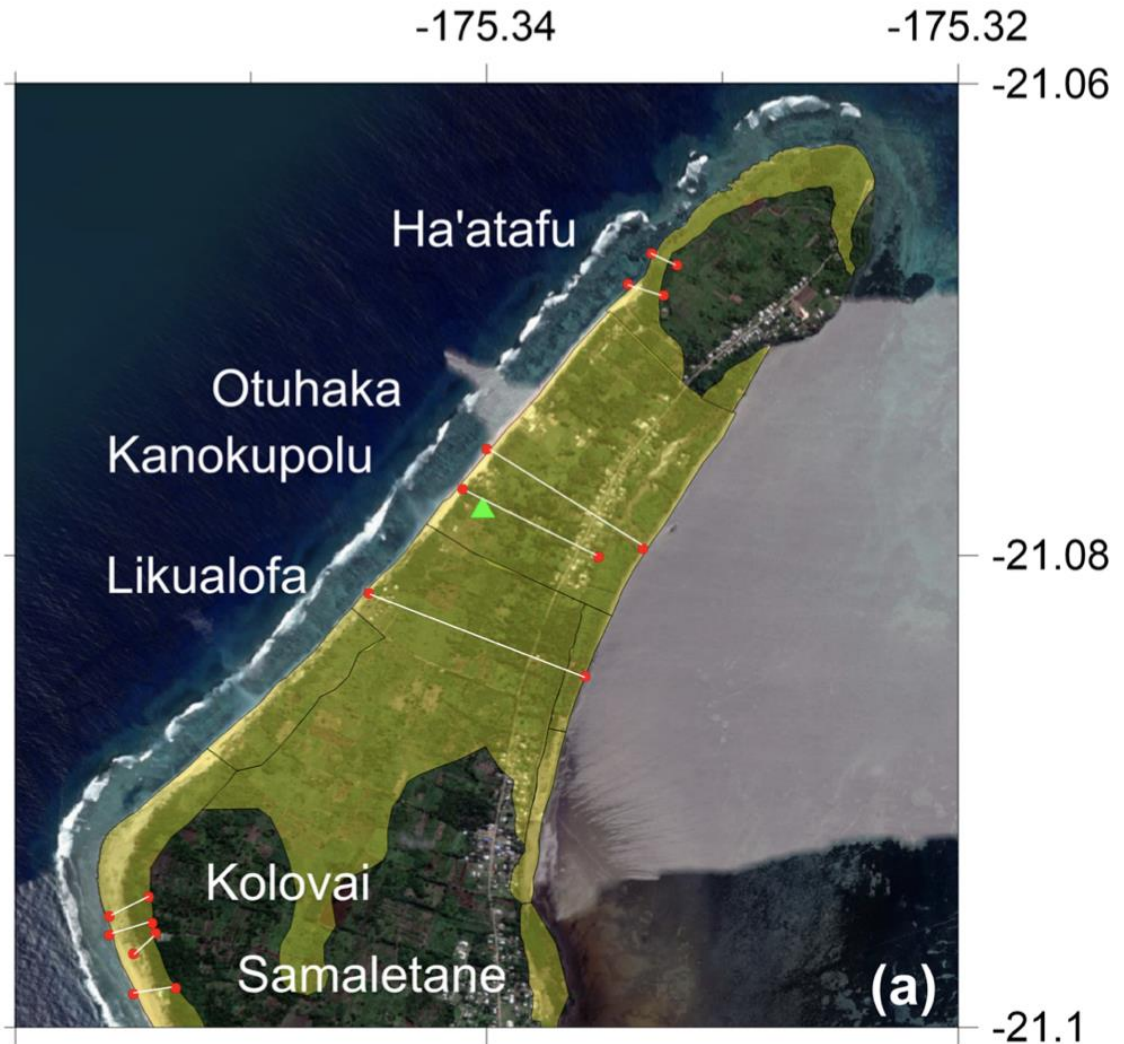 -175.34 -175.32
-21.06
Ha'atafu
Otuhaka
Kanokupolu
-21.08
Likualofa
Kolovai
Samaletane
(a)
-21.1